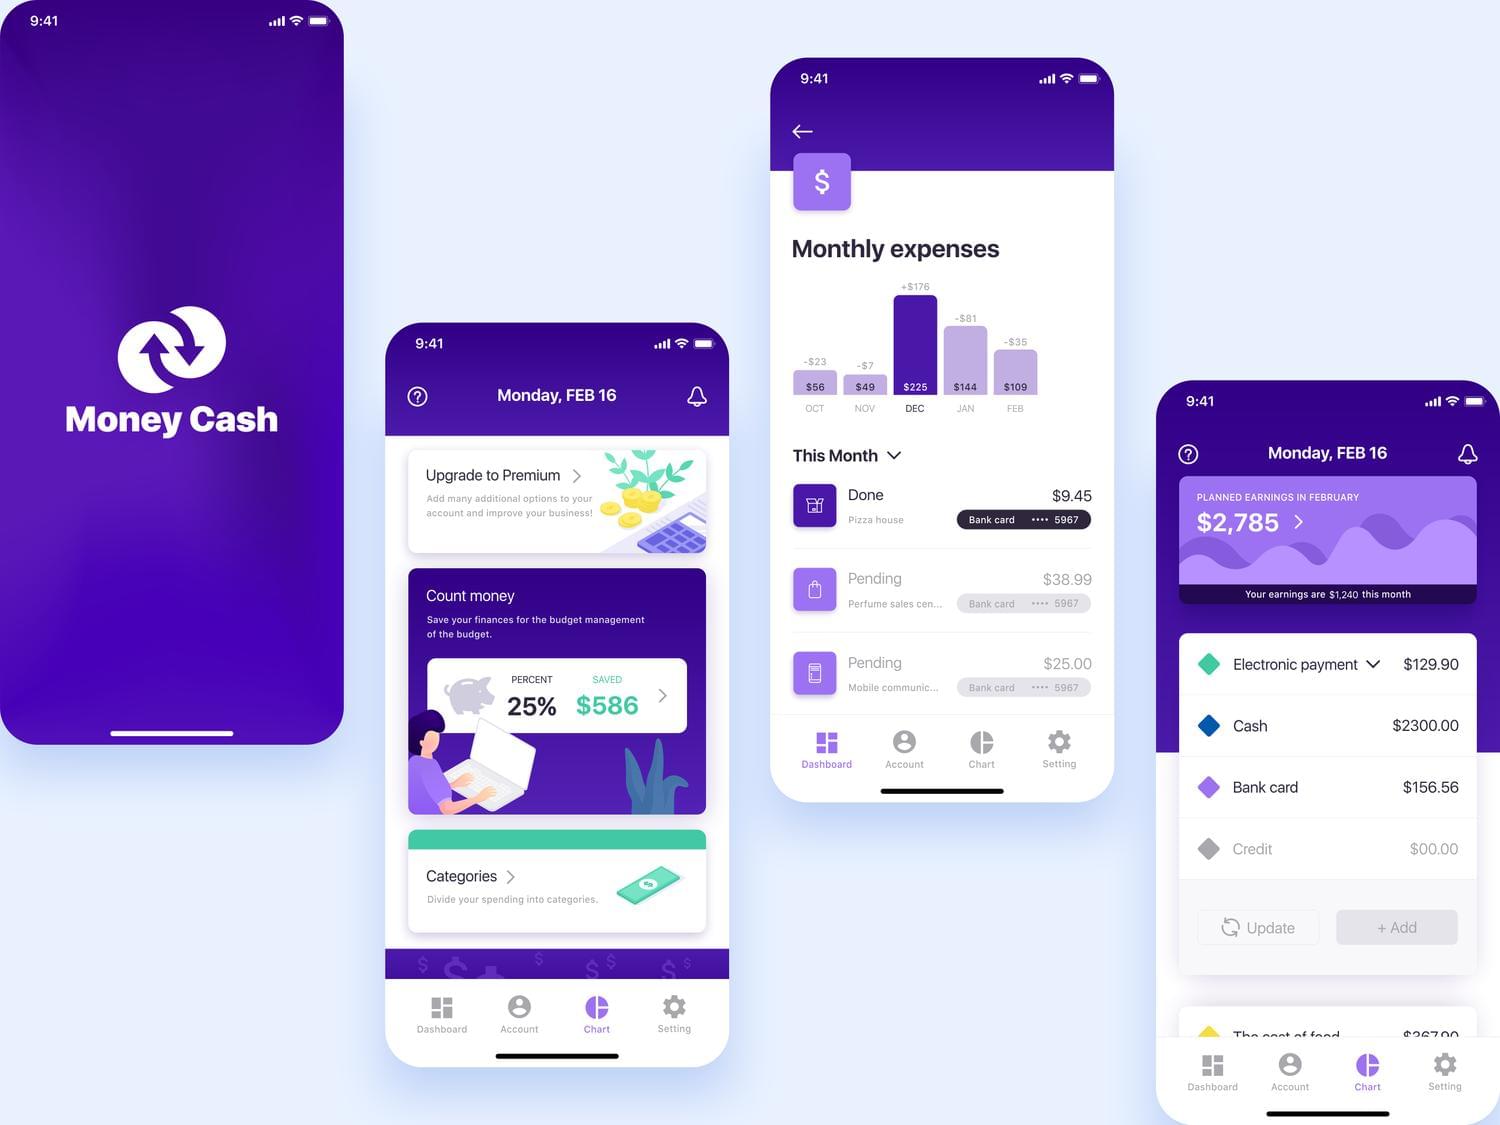 9:41
Money Cash
9:41
Monday, FEB 16
Upgrade to Premium
Add many additional options to your
account and improve your business!
Count money
Save your finances for the budget management
of the budget.
PERCENT
SAVED
25%
$586
Categories
Divide your spending into categories.
Dashboard
Account
Chart
Setting
9:41
$
Monthly expenses
+$176
-$81
-$35
-$23
-$7
$56
$49
$225
$144
$109
OCT
NOV
DEC
JAN
FEB
This Month
Done
$9.45
Pizza house
Bank card •••• 5967
Pending
$38.99
Perfume sales cen...
Bank card •••• 5967
Pending
$25.00
Mobile communic...
Bank card •••• 5967
Dashboard
Account
Chart
Setting
9:41
Monday, FEB 16
PLANNED EARNINGS IN FEBRUARY
$2,785
Your earnings are $1,240 this month
Electronic payment
$129.90
Cash
$2300.00
Bank card
$156.56
Credit
$00.00
Update
+ Add
The cost of food
$367.90
Dashboard
Account
Chart
Setting